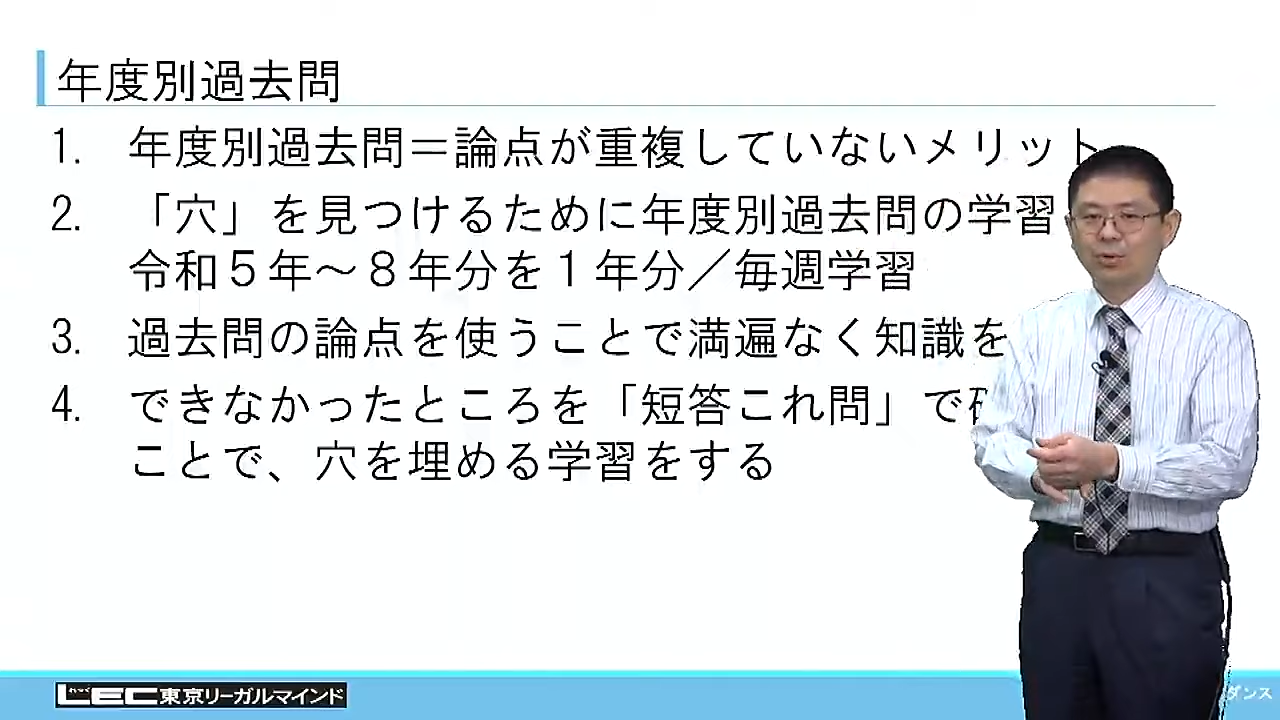 年度別過去問
1. 年度別過去問＝論点が重複していないメリット
2. 「穴」を見つけるために年度別過去問の学習
令和５年～８年分を１年分／毎週学習
3. 過去問の論点を使うことで満遍なく知識を
4. できなかったところを「短答これ問」で
ことで、穴を埋める学習をする
LEC東京リーガルマインド
ダンス